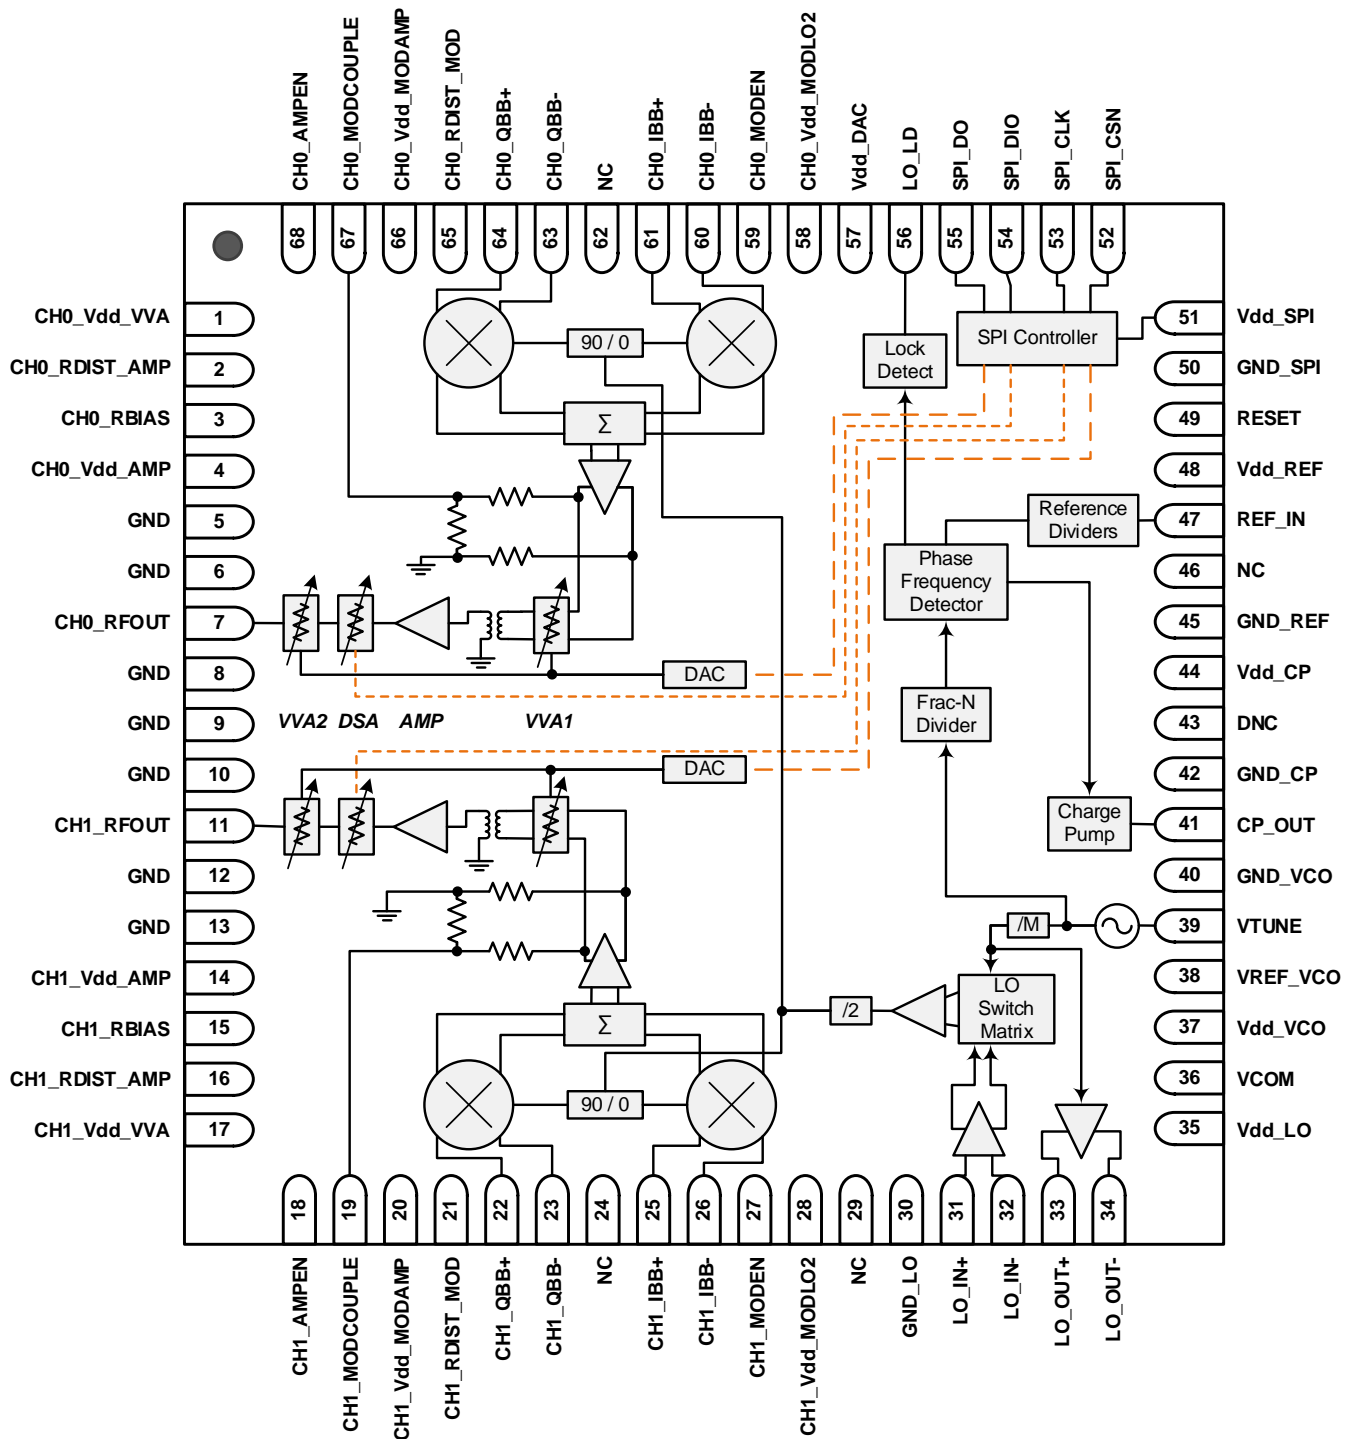 CH0_AMPEN
CH0_MODCOUPLE
CH0_Vdd_MODAMP
CH0_RDIST_MOD
CH0_QBB+
CH0_QBB-
NC
CH0_IBB+
CH0_IBB-
CH0_MODEN
CH0_Vdd_MODLO2
Vdd_DAC
LO_LD
SPI_DO
SPI_DIO
SPI_CLK
SPI_CSN
68
67
66
65
64
63
62
61
60
59
58
57
56
55
54
53
52
CH0_Vdd_VVA
1
CH0_RDIST_AMP
2
CH0_RBIAS
3
CH0_Vdd_AMP
4
GND
5
GND
6
CH0_RFOUT
7
GND
8
GND
9
GND
10
CH1_RFOUT
11
GND
12
GND
13
CH1_Vdd_AMP
14
CH1_RBIAS
15
CH1_RDIST_AMP
16
CH1_Vdd_VVA
17
90 / 0
Σ
Lock
Detect
SPI Controller
Reference
Dividers
Phase
Frequency
Detector
DAC
VVA2
DSA
AMP
VVA1
Frac-N
Divider
DAC
Charge
Pump
/M
LO
Switch
Matrix
/2
Σ
90 / 0
51
Vdd_SPI
50
GND_SPI
49
RESET
48
Vdd_REF
47
REF_IN
46
NC
45
GND_REF
44
Vdd_CP
43
DNC
42
GND_CP
41
CP_OUT
40
GND_VCO
39
VTUNE
38
VREF_VCO
37
Vdd_VCO
36
VCOM
35
Vdd_LO
18
19
20
21
22
23
24
25
26
27
28
29
30
31
32
33
34
CH1_AMPEN
CH1_MODCOUPLE
CH1_Vdd_MODAMP
CH1_RDIST_MOD
CH1_QBB+
CH1_QBB-
NC
CH1_IBB+
CH1_IBB-
CH1_MODEN
CH1_Vdd_MODLO2
NC
GND_LO
LO_IN+
LO_IN-
LO_OUT+
LO_OUT-